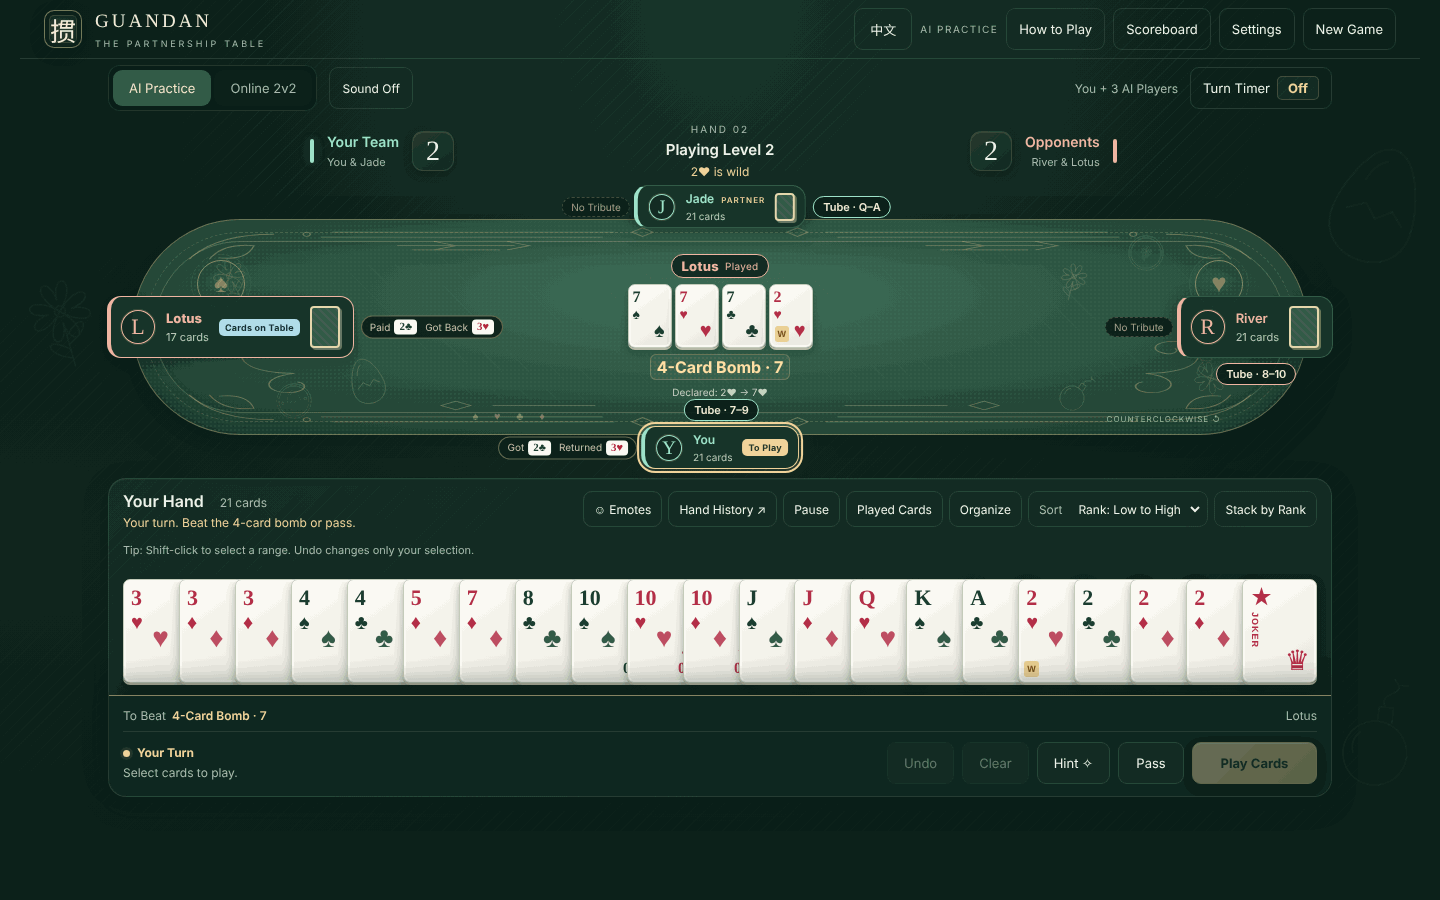 掼
GUANDAN
THE PARTNERSHIP TABLE
中文
AI PRACTICE
How to Play
Scoreboard
Settings
New Game
AI Practice
Online 2v2
Sound Off
You + 3 AI Players
Turn Timer Off
Your Team
You & Jade
2
HAND 02
Playing Level 2
2♥ is wild
2
Opponents
River & Lotus
No Tribute
J
Jade PARTNER
21 cards
Tube · Q–A
Lotus Played
7♠ 7♥ 7♣ 2♥ W
4-Card Bomb · 7
Declared: 2♥ → 7♥
L
Lotus
17 cards
Cards on Table
Paid 2♣ Got Back 3♥
No Tribute
R
River
21 cards
Tube · 8–10
Tube · 7–9
COUNTERCLOCKWISE ↺
Got 2♣ Returned 3♥
Y
You
21 cards
To Play
Your Hand 21 cards
Your turn. Beat the 4-card bomb or pass.
Tip: Shift-click to select a range. Undo changes only your selection.
☺ Emotes
Hand History ↗
Pause
Played Cards
Organize
Sort Rank: Low to High
Stack by Rank
3♥ 3♦ 3♦ 4♠ 4♣ 5♦ 7♦ 8♣ 10♠ 10♥ 10♦ J♠ J♦ Q♥ K♠ A♣ 2♥ W 2♣ 2♦ 2♦ ★ JOKER
To Beat 4-Card Bomb · 7
Lotus
Your Turn
Select cards to play.
Undo
Clear
Hint ✧
Pass
Play Cards